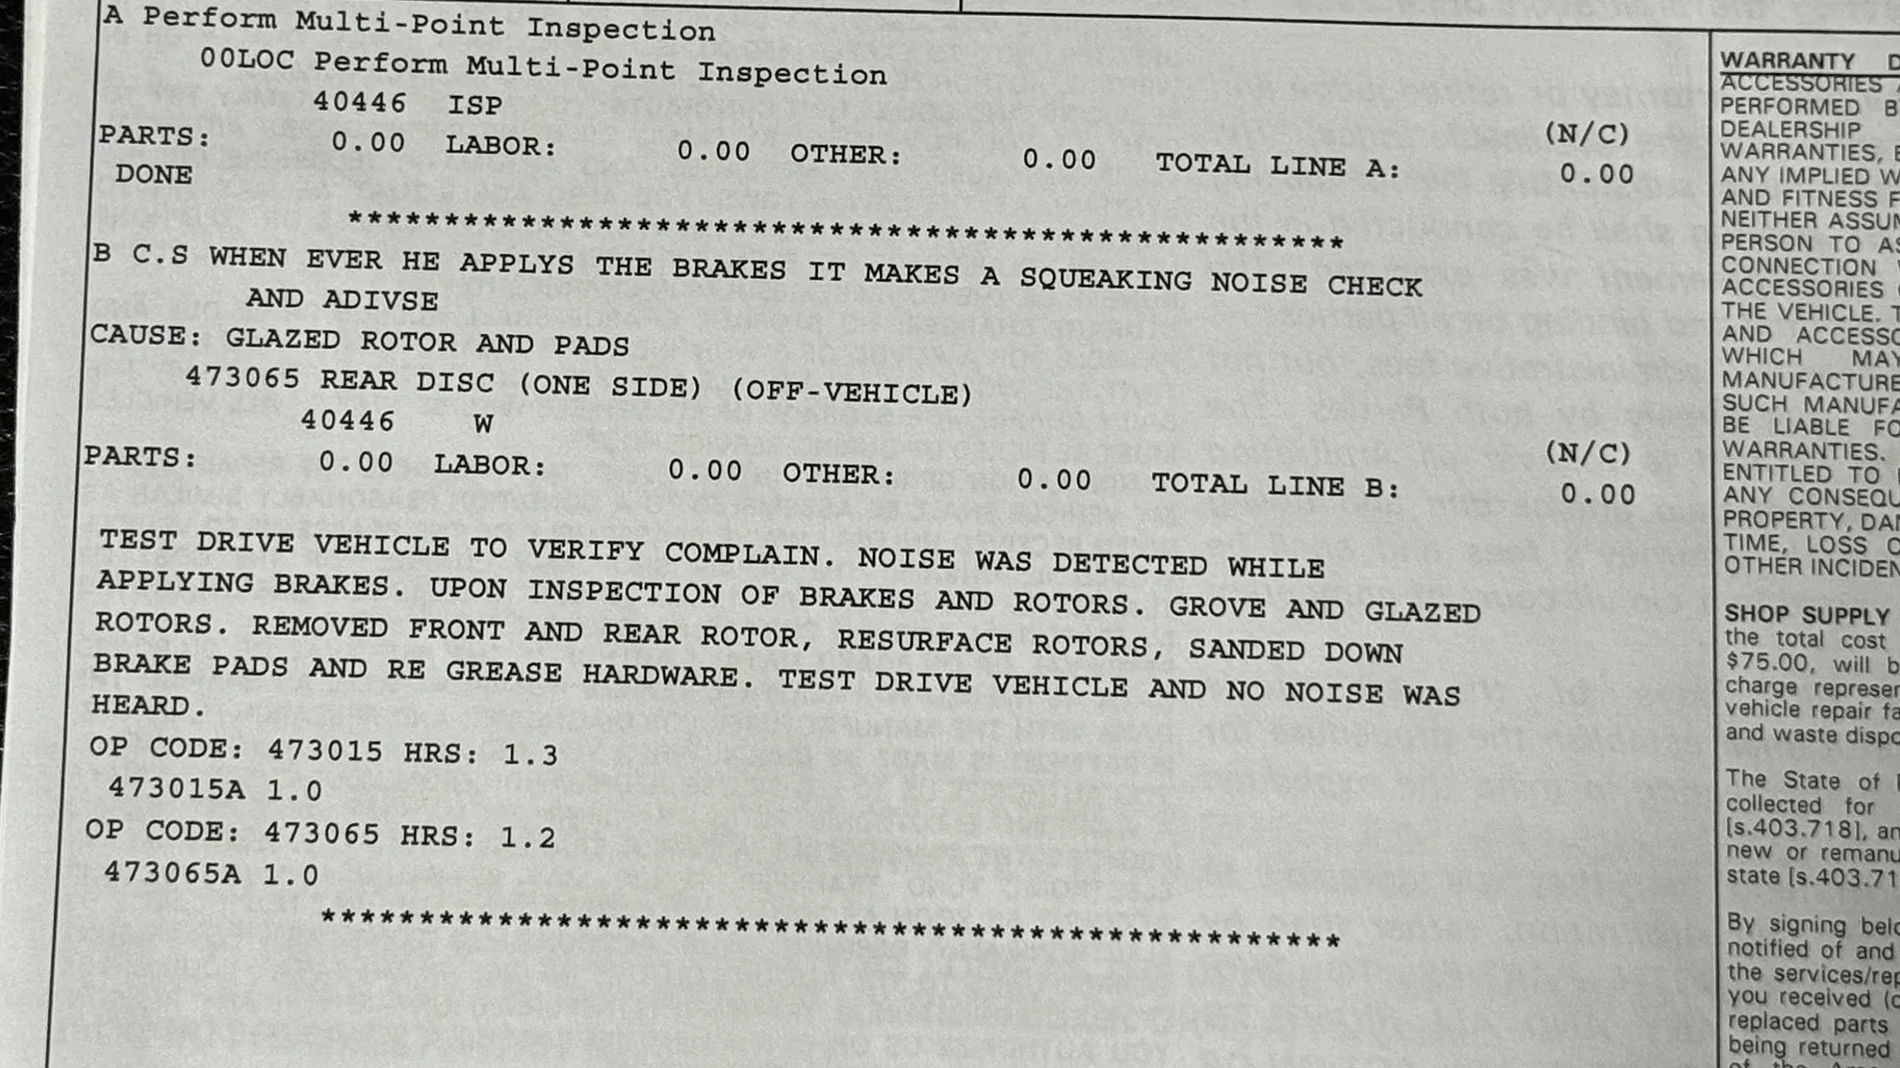 A Perform Multi-Point Inspection
00LOC Perform Multi-Point Inspection
40446 ISP
(N/C)
PARTS: 0.00 LABOR: 0.00 OTHER: 0.00 TOTAL LINE A: 0.00
DONE
****************************************************
B C.S WHEN EVER HE APPLYS THE BRAKES IT MAKES A SQUEAKING NOISE CHECK
AND ADIVSE
CAUSE: GLAZED ROTOR AND PADS
473065 REAR DISC (ONE SIDE) (OFF-VEHICLE)
40446 W
(N/C)
PARTS: 0.00 LABOR: 0.00 OTHER: 0.00 TOTAL LINE B: 0.00
TEST DRIVE VEHICLE TO VERIFY COMPLAIN. NOISE WAS DETECTED WHILE
APPLYING BRAKES. UPON INSPECTION OF BRAKES AND ROTORS. GROVE AND GLAZED
ROTORS. REMOVED FRONT AND REAR ROTOR, RESURFACE ROTORS, SANDED DOWN
BRAKE PADS AND RE GREASE HARDWARE. TEST DRIVE VEHICLE AND NO NOISE WAS
HEARD.
OP CODE: 473015 HRS: 1.3
473015A 1.0
OP CODE: 473065 HRS: 1.2
473065A 1.0
*****************************************************
WARRANTY
ACCESSORIES
PERFORMED
DEALERSHIP
WARRANTIES,
ANY IMPLIED
AND FITNESS
NEITHER
PERSON TO
CONNECTION
ACCESSORIES
THE VEHICLE.
AND
WHICH MAY
SUCH
BE LIABLE
WARRANTIES.
ENTITLED TO
ANY
PROPERTY,
TIME, LOSS
OTHER
SHOP SUPPLY
the total cost
$75.00, will
charge
vehicle repair
and waste
The State of
collected for
[s.403.718],
new or
state
By signing
notified of and
the
you received
replaced parts
being returned